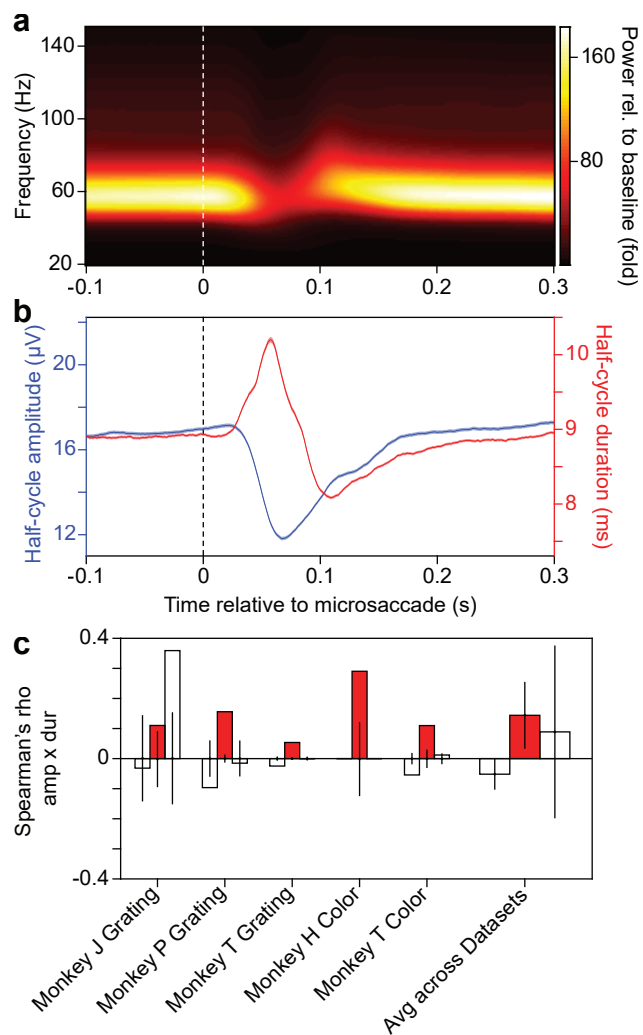 a
150
100
60
20
Frequency (Hz)
-0.1
0
0.1
0.2
0.3
160
80
Power rel. to baseline (fold)
b
20
16
12
Half-cycle amplitude (µV)
10
9
8
Half-cycle duration (ms)
-0.1
0
0.1
0.2
0.3
Time relative to microsaccade (s)
c
0.4
0
-0.4
Spearman's rho
amp x dur
Monkey J Grating
Monkey P Grating
Monkey T Grating
Monkey H Color
Monkey T Color
Avg across Datasets